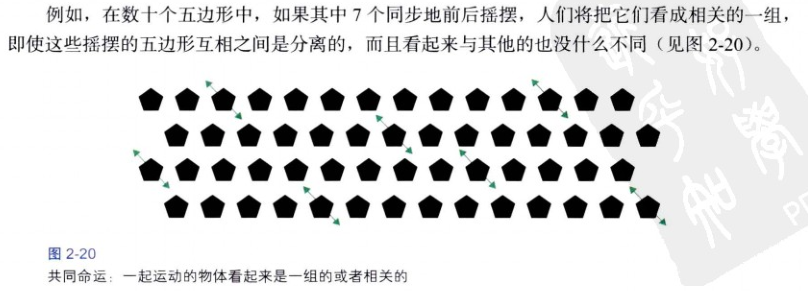 例如，在数十个五边形中，如果其中 7 个同步地前后摇摆，人们将把它们看成相关的一组，
即使这些摇摆的五边形互相之间是分离的，而且看起来与其他的也没什么不同（见图 2-20）。
图 2-20
共同命运：一起运动的物体看起来是一组的或者相关的